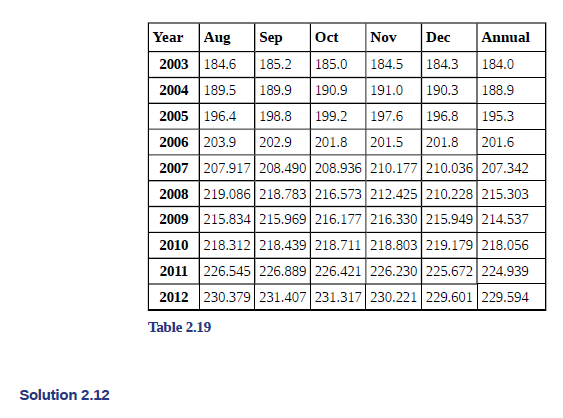 Year Aug Sep Oct Nov Dec Annual
2003 184.6 185.2 185.0 184.5 184.3 184.0
2004 189.5 189.9 190.9 191.0 190.3 188.9
2005 196.4 198.8 199.2 197.6 196.8 195.3
2006 203.9 202.9 201.8 201.5 201.8 201.6
2007 207.917 208.490 208.936 210.177 210.036 207.342
2008 219.086 218.783 216.573 212.425 210.228 215.303
2009 215.834 215.969 216.177 216.330 215.949 214.537
2010 218.312 218.439 218.711 218.803 219.179 218.056
2011 226.545 226.889 226.421 226.230 225.672 224.939
2012 230.379 231.407 231.317 230.221 229.601 229.594
Table 2.19
Solution 2.12